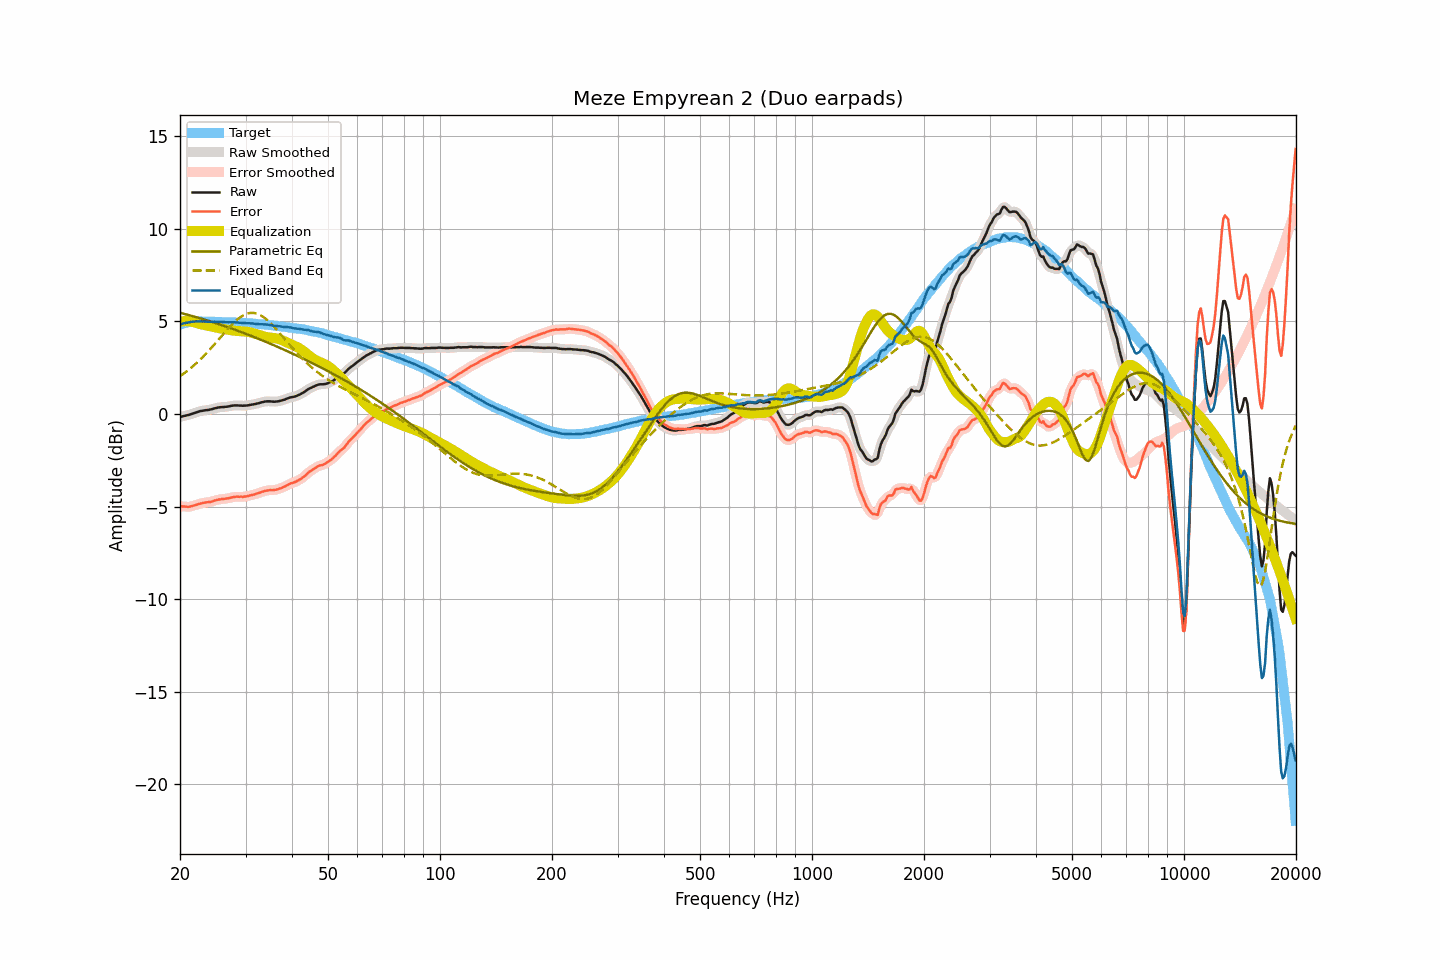 Meze Empyrean 2 (Duo earpads)
Target
Raw Smoothed
Error Smoothed
Raw
Error
Equalization
Parametric Eq
Fixed Band Eq
Equalized
15
10
5
0
−5
−10
−15
−20
Amplitude (dBr)
20 50 100 200 500 1000 2000 5000 10000 20000
Frequency (Hz)